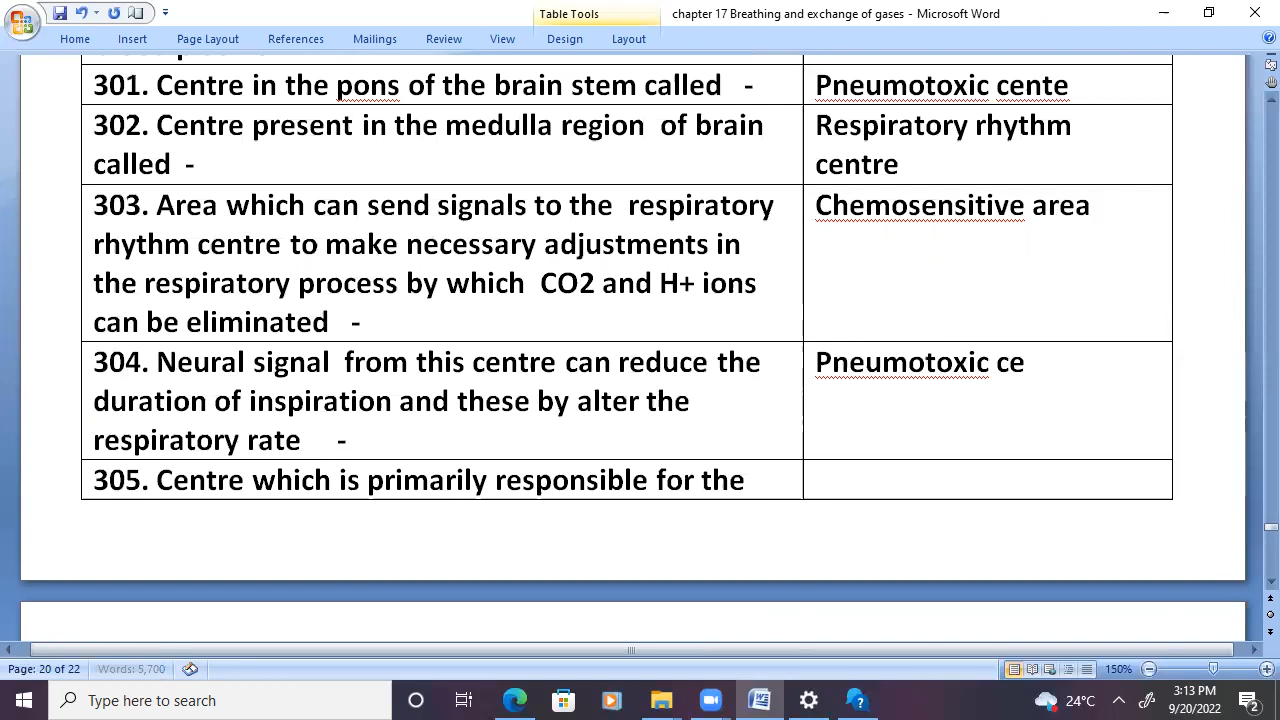 Table Tools
chapter 17 Breathing and exchange of gases - Microsoft Word
Home Insert Page Layout References Mailings Review View Design Layout
301. Centre in the pons of the brain stem called -
Pneumotoxic cente
302. Centre present in the medulla region of brain
called -
Respiratory rhythm
centre
303. Area which can send signals to the respiratory
rhythm centre to make necessary adjustments in
the respiratory process by which CO2 and H+ ions
can be eliminated -
Chemosensitive area
304. Neural signal from this centre can reduce the
duration of inspiration and these by alter the
respiratory rate -
Pneumotoxic ce
305. Centre which is primarily responsible for the
Page: 20 of 22 Words: 5,700 150%
Type here to search
24°C
3:13 PM
9/20/2022
2